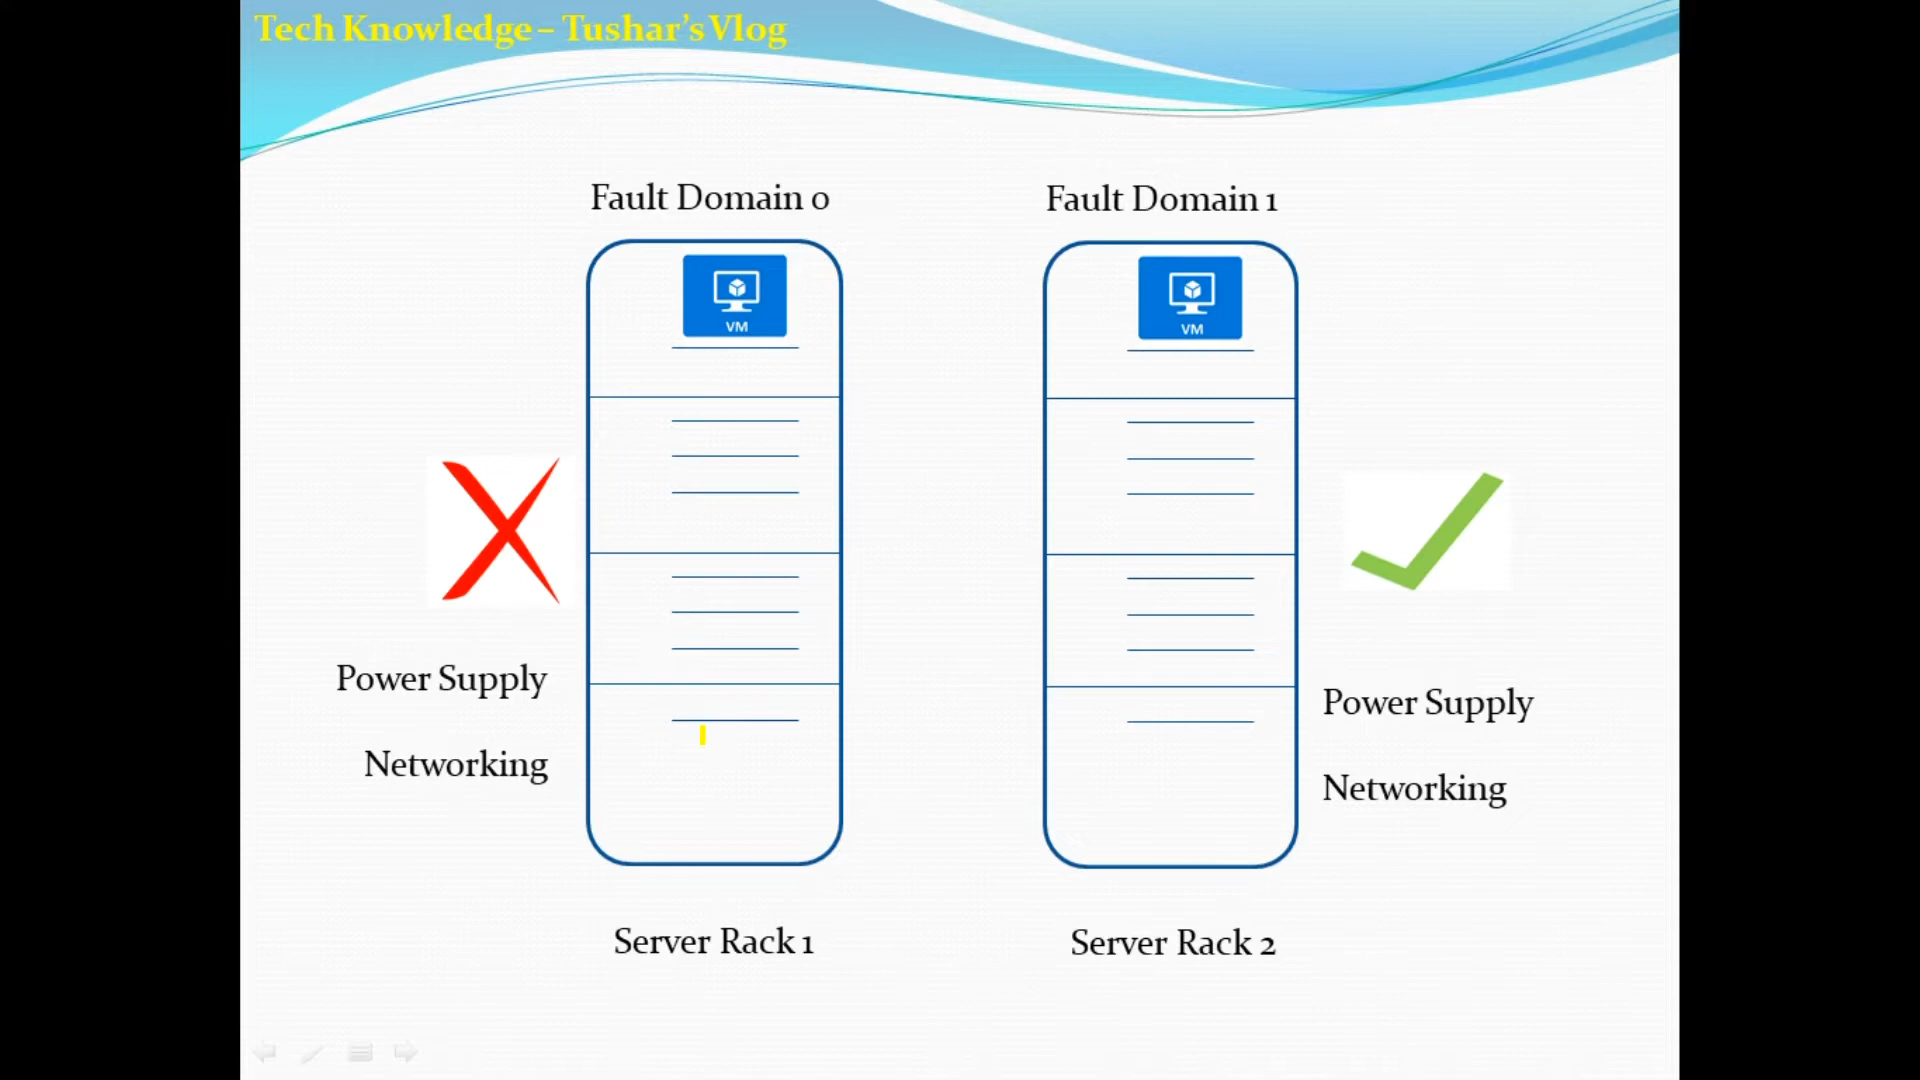 Tech Knowledge – Tushar's Vlog
Fault Domain 0
Fault Domain 1
VM
VM
Power Supply
Networking
Power Supply
Networking
Server Rack 1
Server Rack 2